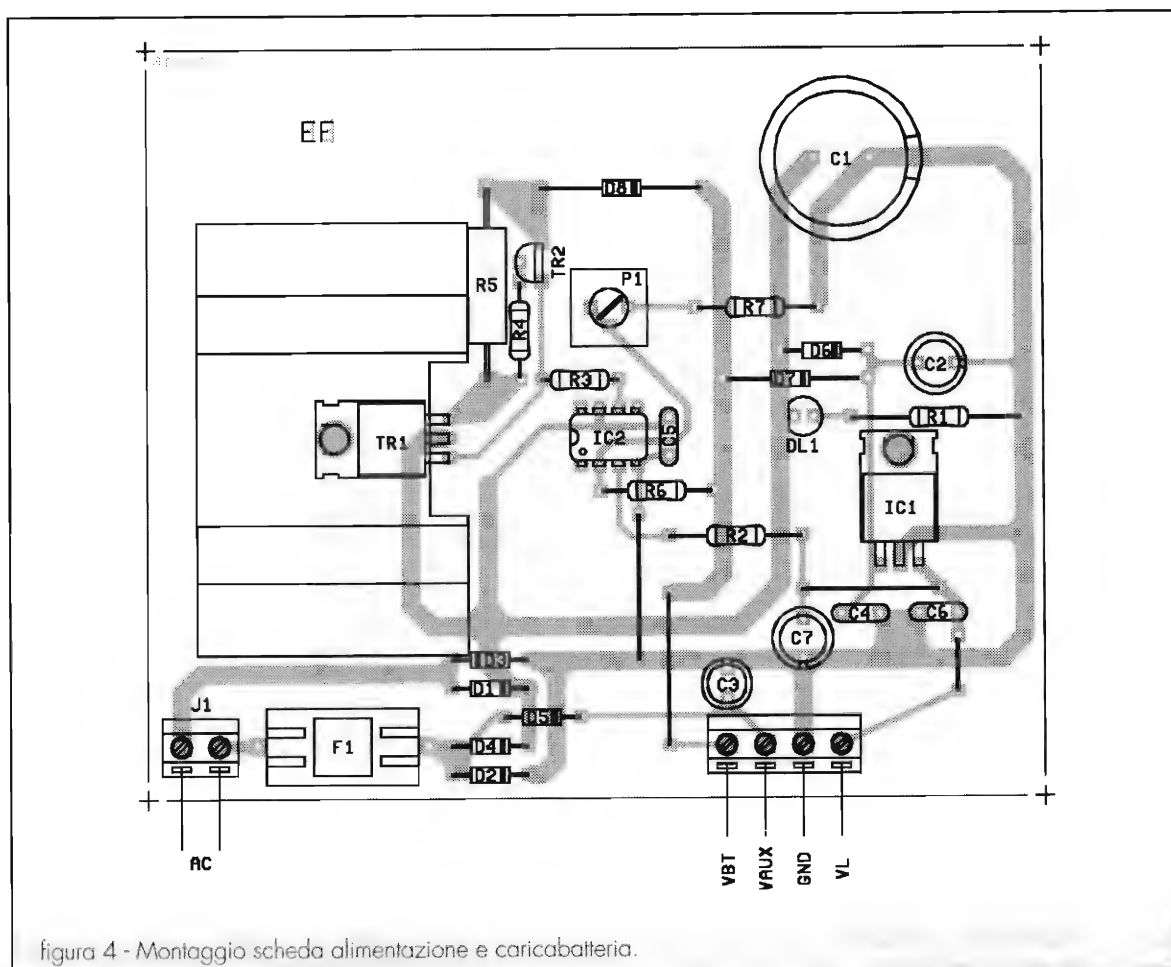 EF
C1
D8
TR2
P1
R5
R4
R7
D6
C2
D7
R3
R1
TR1
IC2
C5
DL1
R6
IC1
R2
C4
C6
C7
D3
C3
D1
J1
D5
F1
D4
D2
AC
VBT
VAUX
GND
VL
figura 4 - Montaggio scheda alimentazione e caricabatteria.